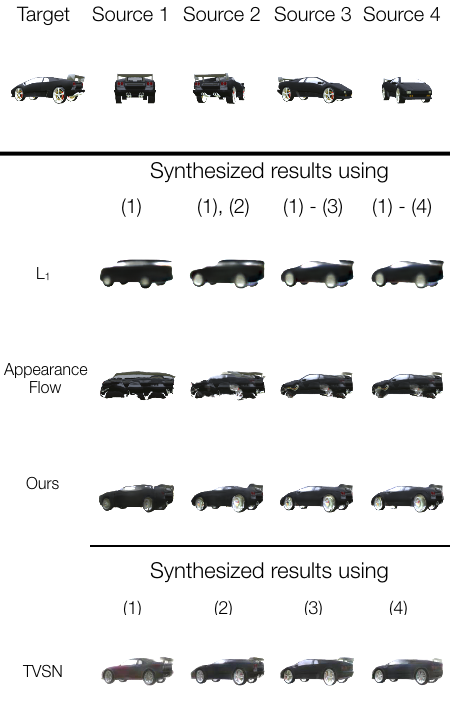 Target Source 1 Source 2 Source 3 Source 4
Synthesized results using
(1) (1), (2) (1) - (3) (1) - (4)
L₁
Appearance
Flow
Ours
Synthesized results using
(1) (2) (3) (4)
TVSN